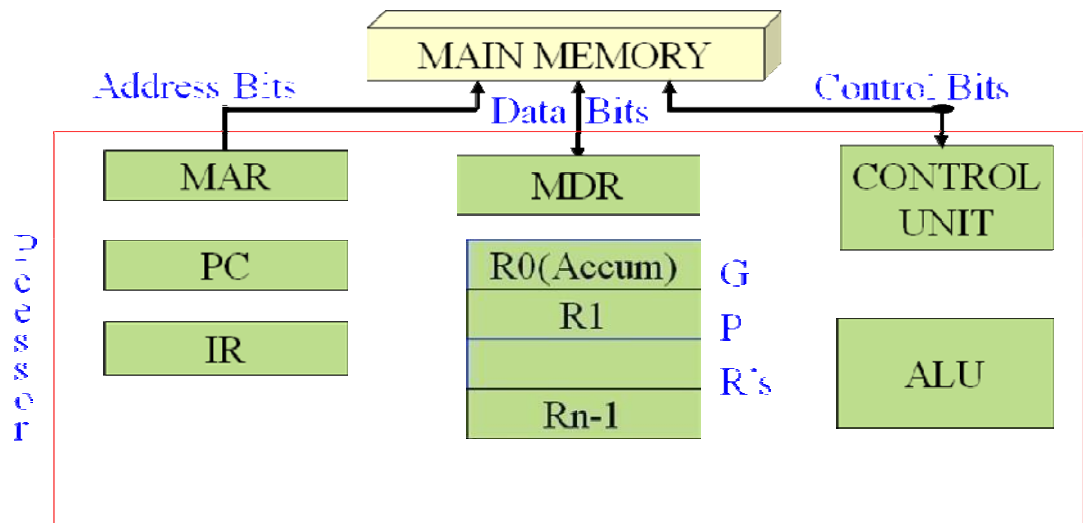 MAIN MEMORY
Address Bits
Data Bits
Control Bits
MAR
MDR
CONTROL
UNIT
PC
R0(Accum)
G
R1
P
IR
R's
ALU
Rn-1